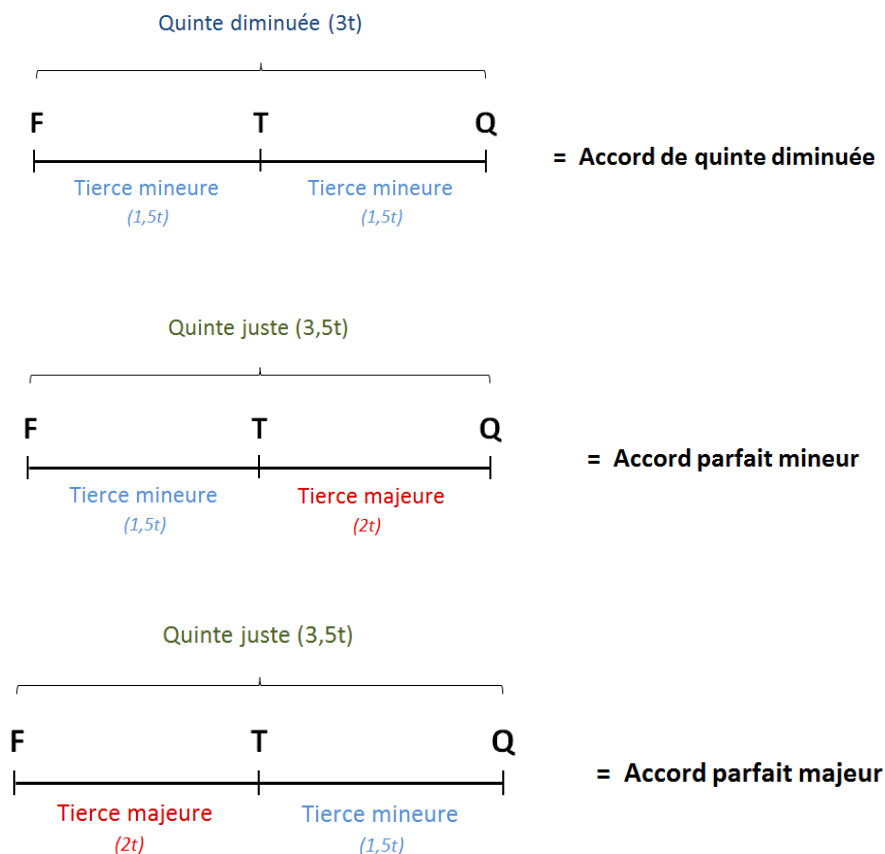 Quinte diminuée (3t)
F T Q
= Accord de quinte diminuée
Tierce mineure Tierce mineure
(1,5t) (1,5t)
Quinte juste (3,5t)
F T Q
= Accord parfait mineur
Tierce mineure Tierce majeure
(1,5t) (2t)
Quinte juste (3,5t)
F T Q
= Accord parfait majeur
Tierce majeure Tierce mineure
(2t) (1,5t)